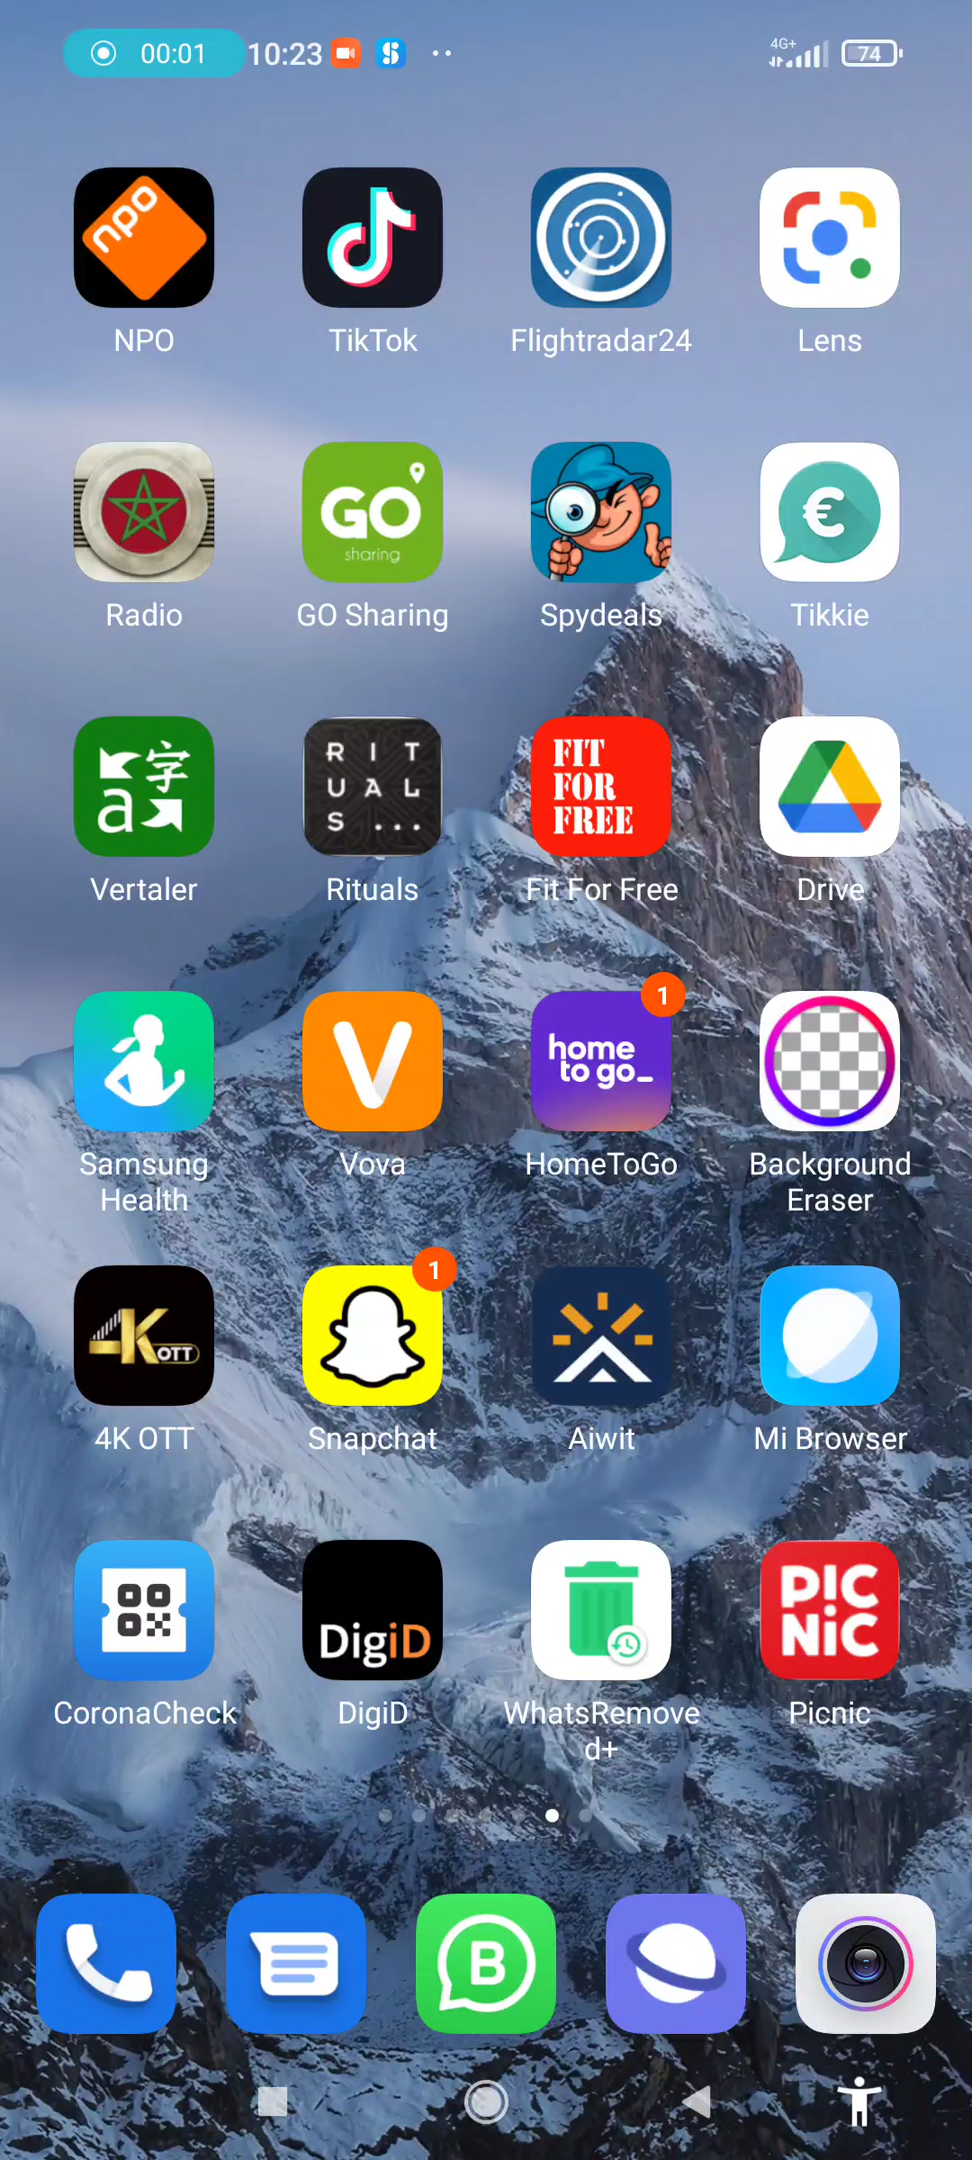 00:01 10:23 4G+ 74
npo
NPO TikTok Flightradar24 Lens
GO
sharing
€
Radio GO Sharing Spydeals Tikkie
字
a
R I T
U A L
S ...
FIT
FOR
FREE
Vertaler Rituals Fit For Free Drive
V
home
to go_
1
Samsung
Health
Vova HomeToGo Background
Eraser
4K OTT
1
4K OTT Snapchat Aiwit Mi Browser
DigiD
PIC
NIC
CoronaCheck DigiD WhatsRemove
d+
Picnic
B